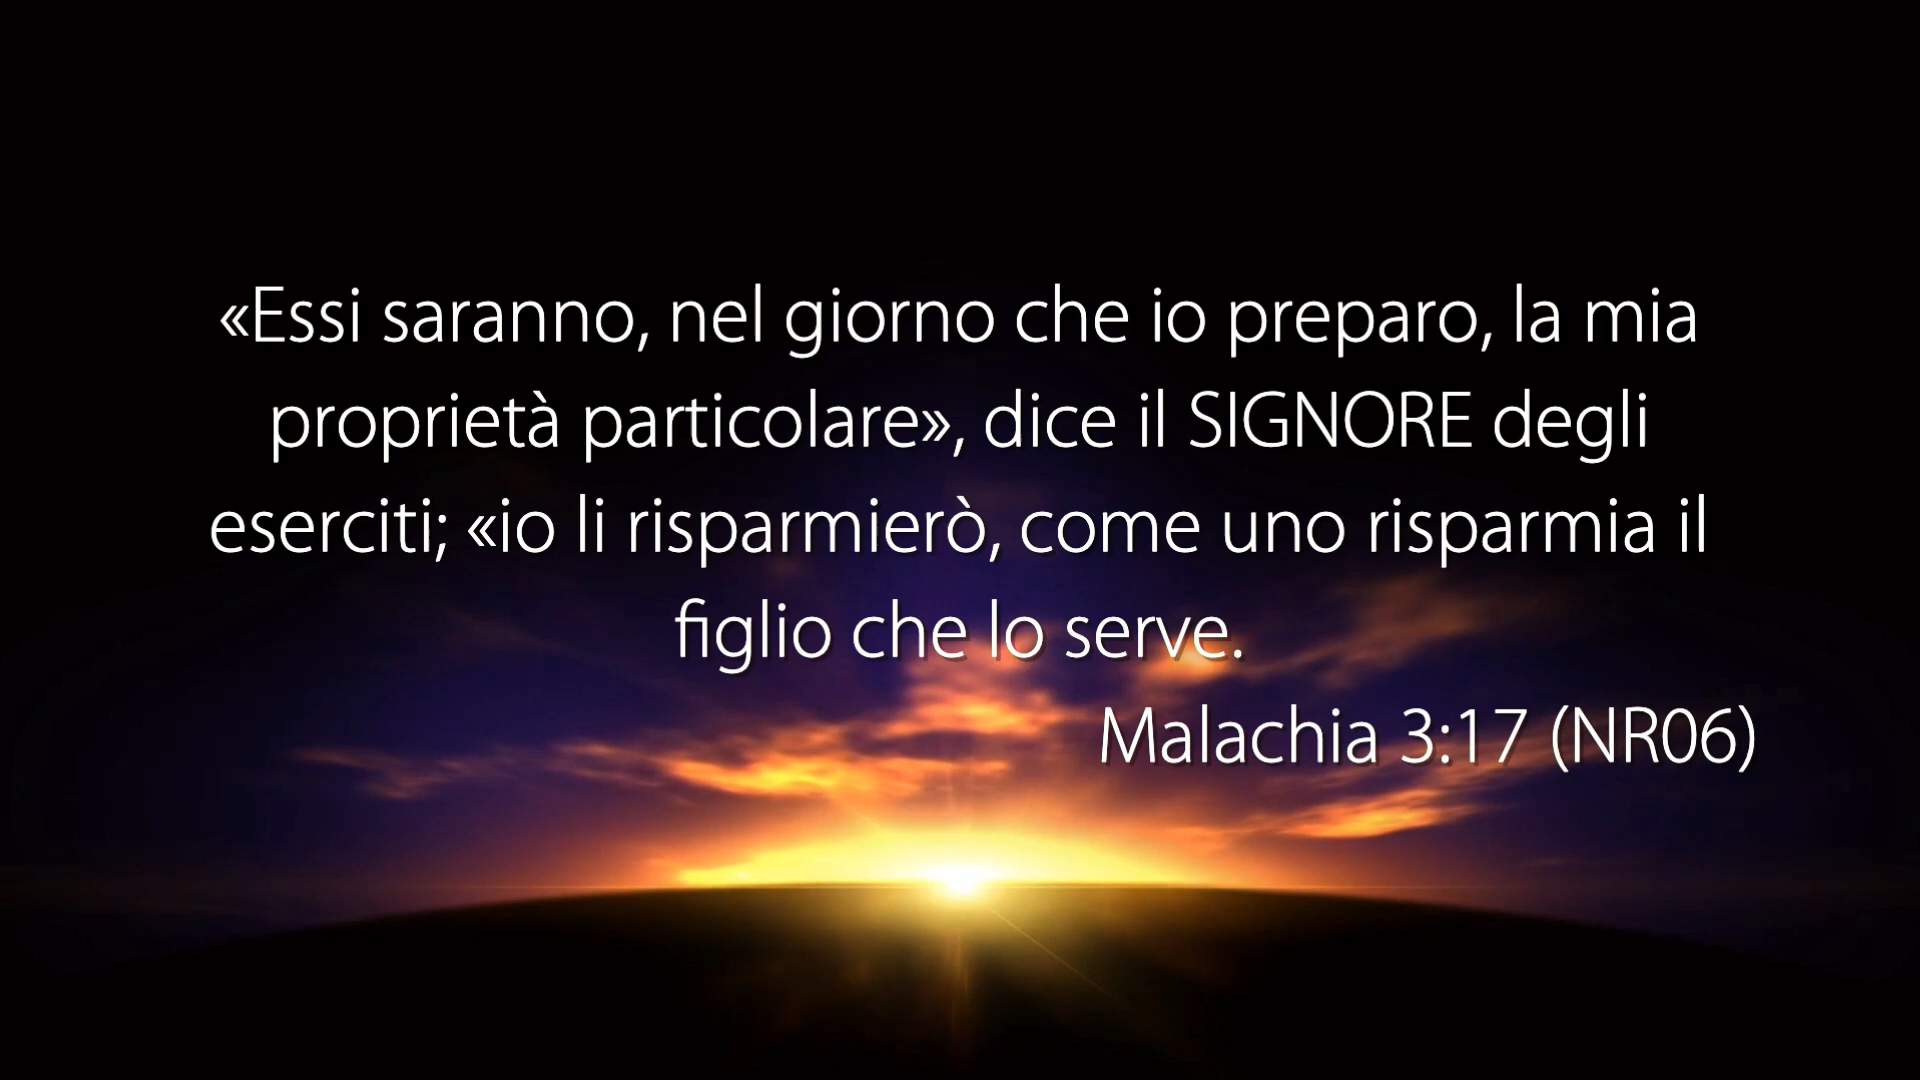 «Essi saranno, nel giorno che io preparo, la mia
proprietà particolare», dice il SIGNORE degli
eserciti; «io li risparmierò, come uno risparmia il
figlio che lo serve.
Malachia 3:17 (NR06)